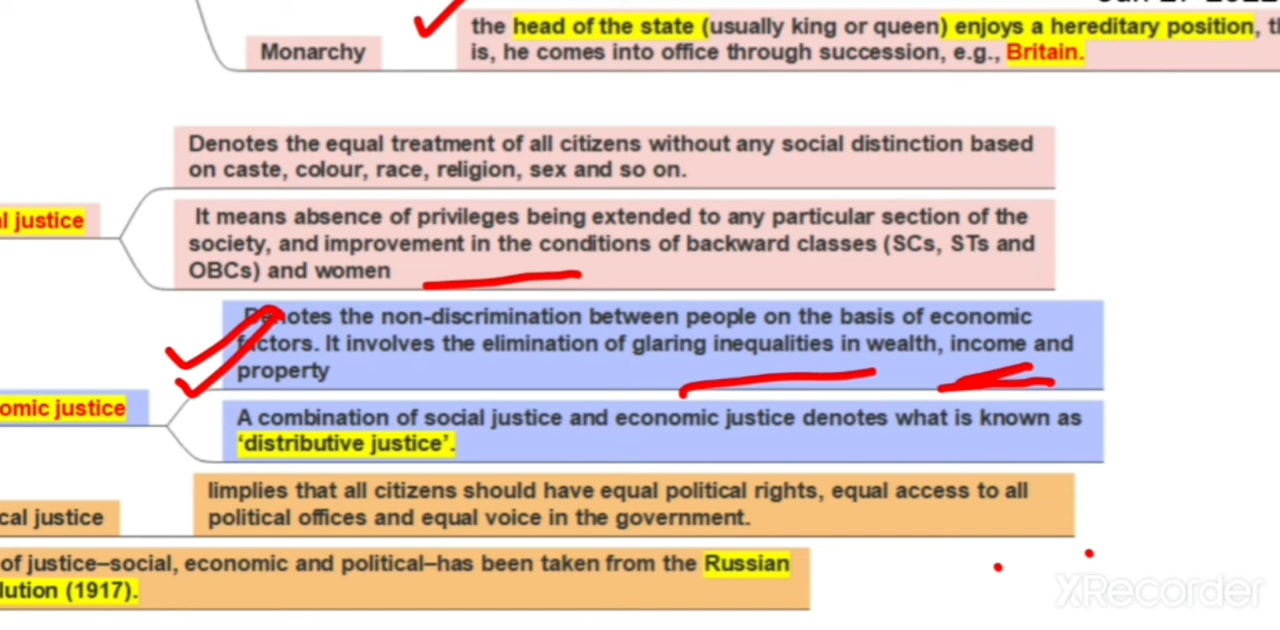 the head of the state (usually king or queen) enjoys a hereditary position,
Monarchy
is, he comes into office through succession, e.g., Britain.
Denotes the equal treatment of all citizens without any social distinction based
on caste, colour, race, religion, sex and so on.
justice
It means absence of privileges being extended to any particular section of the
society, and improvement in the conditions of backward classes (SCs, STs and
OBCs) and women
Denotes the non-discrimination between people on the basis of economic
factors. It involves the elimination of glaring inequalities in wealth, income and
property
omic justice
A combination of social justice and economic justice denotes what is known as
‘distributive justice’.
Iimplies that all citizens should have equal political rights, equal access to all
political offices and equal voice in the government.
cal justice
of justice–social, economic and political–has been taken from the Russian
lution (1917).
XRecorder